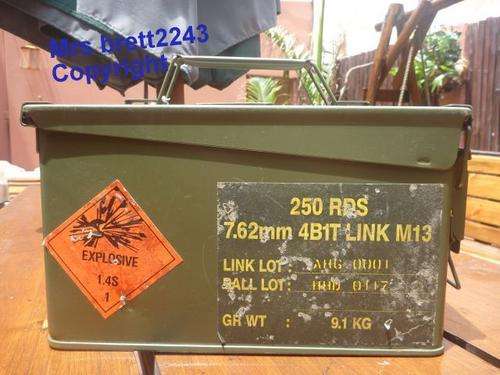 Mrs brett2243
Copyright
EXPLOSIVE
1.4S
1
250 RDS
7.62mm 4B1T LINK M13
LINK LOT :
BALL LOT :
GR WT : 9.1 KG